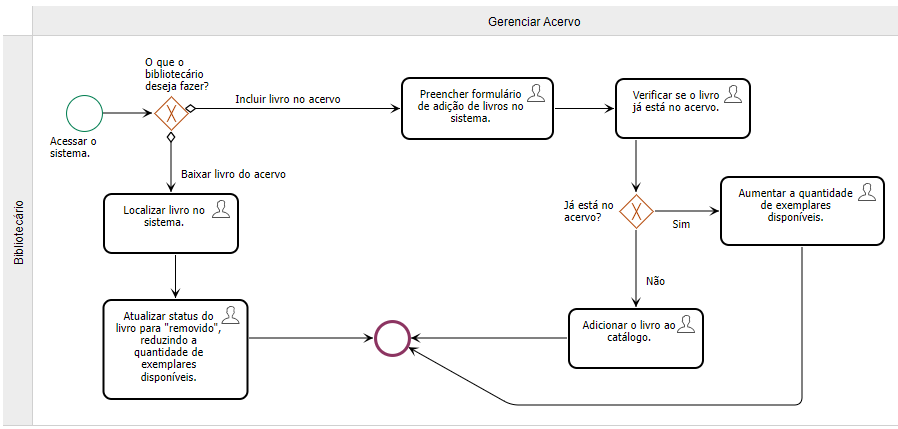 Gerenciar Acervo
Bibliotecário
O que o
bibliotecário
deseja fazer?
Acessar o
sistema.
Incluir livro no acervo
Preencher formulário
de adição de livros no
sistema.
Verificar se o livro
já está no acervo.
Baixar livro do acervo
Localizar livro no
sistema.
Já está no
acervo?
Sim
Aumentar a quantidade
de exemplares
disponíveis.
Não
Atualizar status do
livro para "removido",
reduzindo a
quantidade de
exemplares
disponíveis.
Adicionar o livro ao
catálogo.